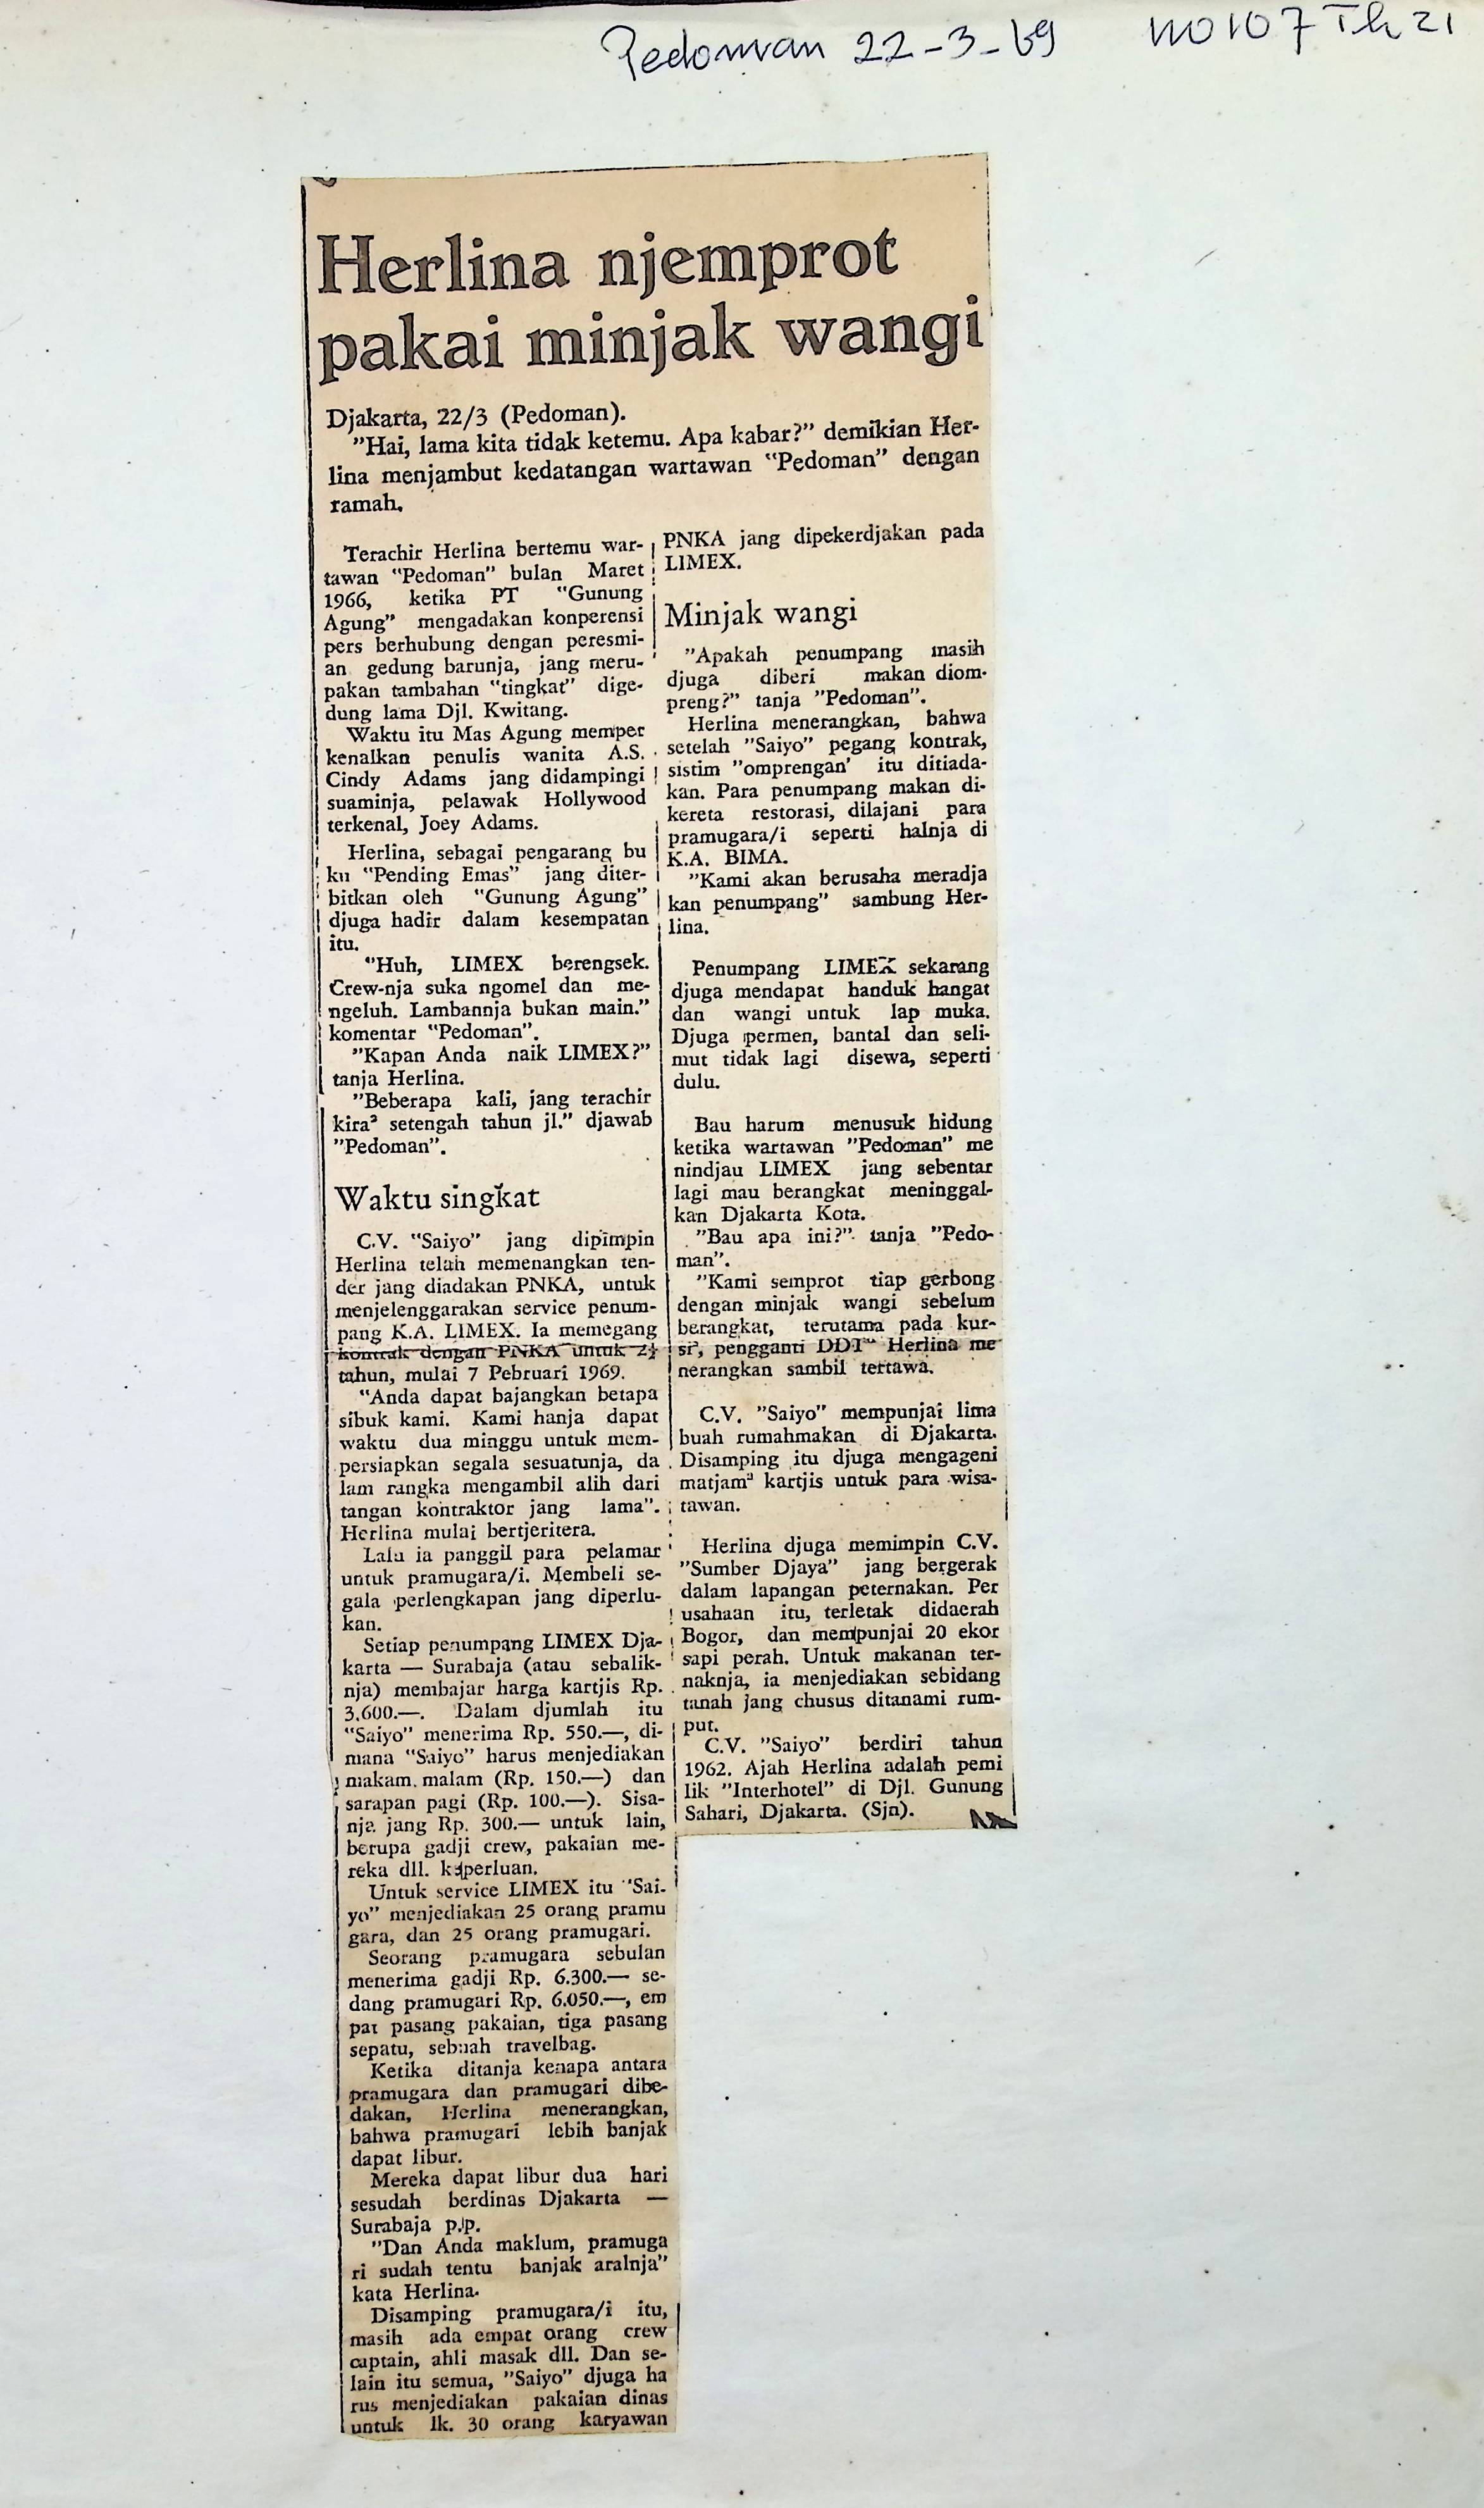 Pedoman 22-3-69 No 107 Th 21
Herlina njemprot
pakai minjak wangi
Djakarta, 22/3 (Pedoman).
"Hai, lama kita tidak ketemu. Apa kabar?" demikian Her-
lina menjambut kedatangan wartawan "Pedoman" dengan
ramah.
Terachir Herlina bertemu war-
tawan "Pedoman" bulan Maret
1966, ketika PT "Gunung
Agung" mengadakan konperensi
pers berhubung dengan peresmi-
an gedung barunja, jang meru-
pakan tambahan "tingkat" dige-
dung lama Djl. Kwitang.
Waktu itu Mas Agung memper
kenalkan penulis wanita A.S.
Cindy Adams jang didampingi
suaminja, pelawak Hollywood
terkenal, Joey Adams.
Herlina, sebagai pengarang bu
ku "Pending Emas" jang diter-
bitkan oleh "Gunung Agung"
djuga hadir dalam kesempatan
itu.
"Huh, LIMEX berengsek.
Crew-nja suka ngomel dan me-
ngeluh. Lambannja bukan main."
komentar "Pedoman".
"Kapan Anda naik LIMEX?"
tanja Herlina.
"Beberapa kali, jang terachir
kira² setengah tahun jl." djawab
"Pedoman".
Waktu singkat
C.V. "Saiyo" jang dipimpin
Herlina telah memenangkan ten-
der jang diadakan PNKA, untuk
menjelenggarakan service penum-
pang K.A. LIMEX. Ia memegang
kontrak dengan PNKA untuk 2½
tahun, mulai 7 Pebruari 1969.
"Anda dapat bajangkan betapa
sibuk kami. Kami hanja dapat
waktu dua minggu untuk mem-
persiapkan segala sesuatunja, da
lam rangka mengambil alih dari
tangan kontraktor jang lama".
Herlina mulai bertjeritera.
Lalu ia panggil para pelamar
untuk pramugara/i. Membeli se-
gala perlengkapan jang diperlu-
kan.
Setiap penumpang LIMEX Dja-
karta — Surabaja (atau sebalik-
nja) membajar harga kartjis Rp.
3.600.—. Dalam djumlah itu
"Saiyo" menerima Rp. 550.—, di-
mana "Saiyo" harus menjediakan
makam malam (Rp. 150.—) dan
sarapan pagi (Rp. 100.—). Sisa-
nja jang Rp. 300.— untuk lain,
berupa gadji crew, pakaian me-
reka dll. keperluan.
Untuk service LIMEX itu "Sai-
yo" menjediakan 25 orang pramu
gara, dan 25 orang pramugari.
Seorang pramugara sebulan
menerima gadji Rp. 6.300.— se-
dang pramugari Rp. 6.050.—, em
pat pasang pakaian, tiga pasang
sepatu, sebuah travelbag.
Ketika ditanja kenapa antara
pramugara dan pramugari dibe-
dakan, Herlina menerangkan,
bahwa pramugari lebih banjak
dapat libur.
Mereka dapat libur dua hari
sesudah berdinas Djakarta —
Surabaja p.p.
"Dan Anda maklum, pramuga
ri sudah tentu banjak aralnja"
kata Herlina.
Disamping pramugara/i itu,
masih ada empat orang crew
captain, ahli masak dll. Dan se-
lain itu semua, "Saiyo" djuga ha
rus menjediakan pakaian dinas
untuk lk. 30 orang karyawan
PNKA jang dipekerdjakan pada
LIMEX.
Minjak wangi
"Apakah penumpang masih
djuga diberi makan diom-
preng?" tanja "Pedoman".
Herlina menerangkan, bahwa
setelah "Saiyo" pegang kontrak,
sistim "omprengan' itu ditiada-
kan. Para penumpang makan di-
kereta restorasi, dilajani para
pramugara/i seperti halnja di
K.A. BIMA.
"Kami akan berusaha meradja
kan penumpang" sambung Her-
lina.
Penumpang LIMEX sekarang
djuga mendapat handuk hangat
dan wangi untuk lap muka.
Djuga permen, bantal dan seli-
mut tidak lagi disewa, seperti
dulu.
Bau harum menusuk hidung
ketika wartawan "Pedoman" me
nindjau LIMEX jang sebentar
lagi mau berangkat meninggal-
kan Djakarta Kota.
"Bau apa ini?" tanja "Pedo-
man".
"Kami semprot tiap gerbong
dengan minjak wangi sebelum
berangkat, terutama pada kur-
si², pengganti DDT" Herlina me
nerangkan sambil tertawa.
C.V. "Saiyo" mempunjai lima
buah rumahmakan di Djakarta.
Disamping itu djuga mengageni
matjam² kartjis untuk para wisa-
tawan.
Herlina djuga memimpin C.V.
"Sumber Djaya" jang bergerak
dalam lapangan peternakan. Per
usahaan itu, terletak didaerah
Bogor, dan mempunjai 20 ekor
sapi perah. Untuk makanan ter-
naknja, ia menjediakan sebidang
tanah jang chusus ditanami rum-
put.
C.V. "Saiyo" berdiri tahun
1962. Ajah Herlina adalah pemi
lik "Interhotel" di Djl. Gunung
Sahari, Djakarta. (Sjn).